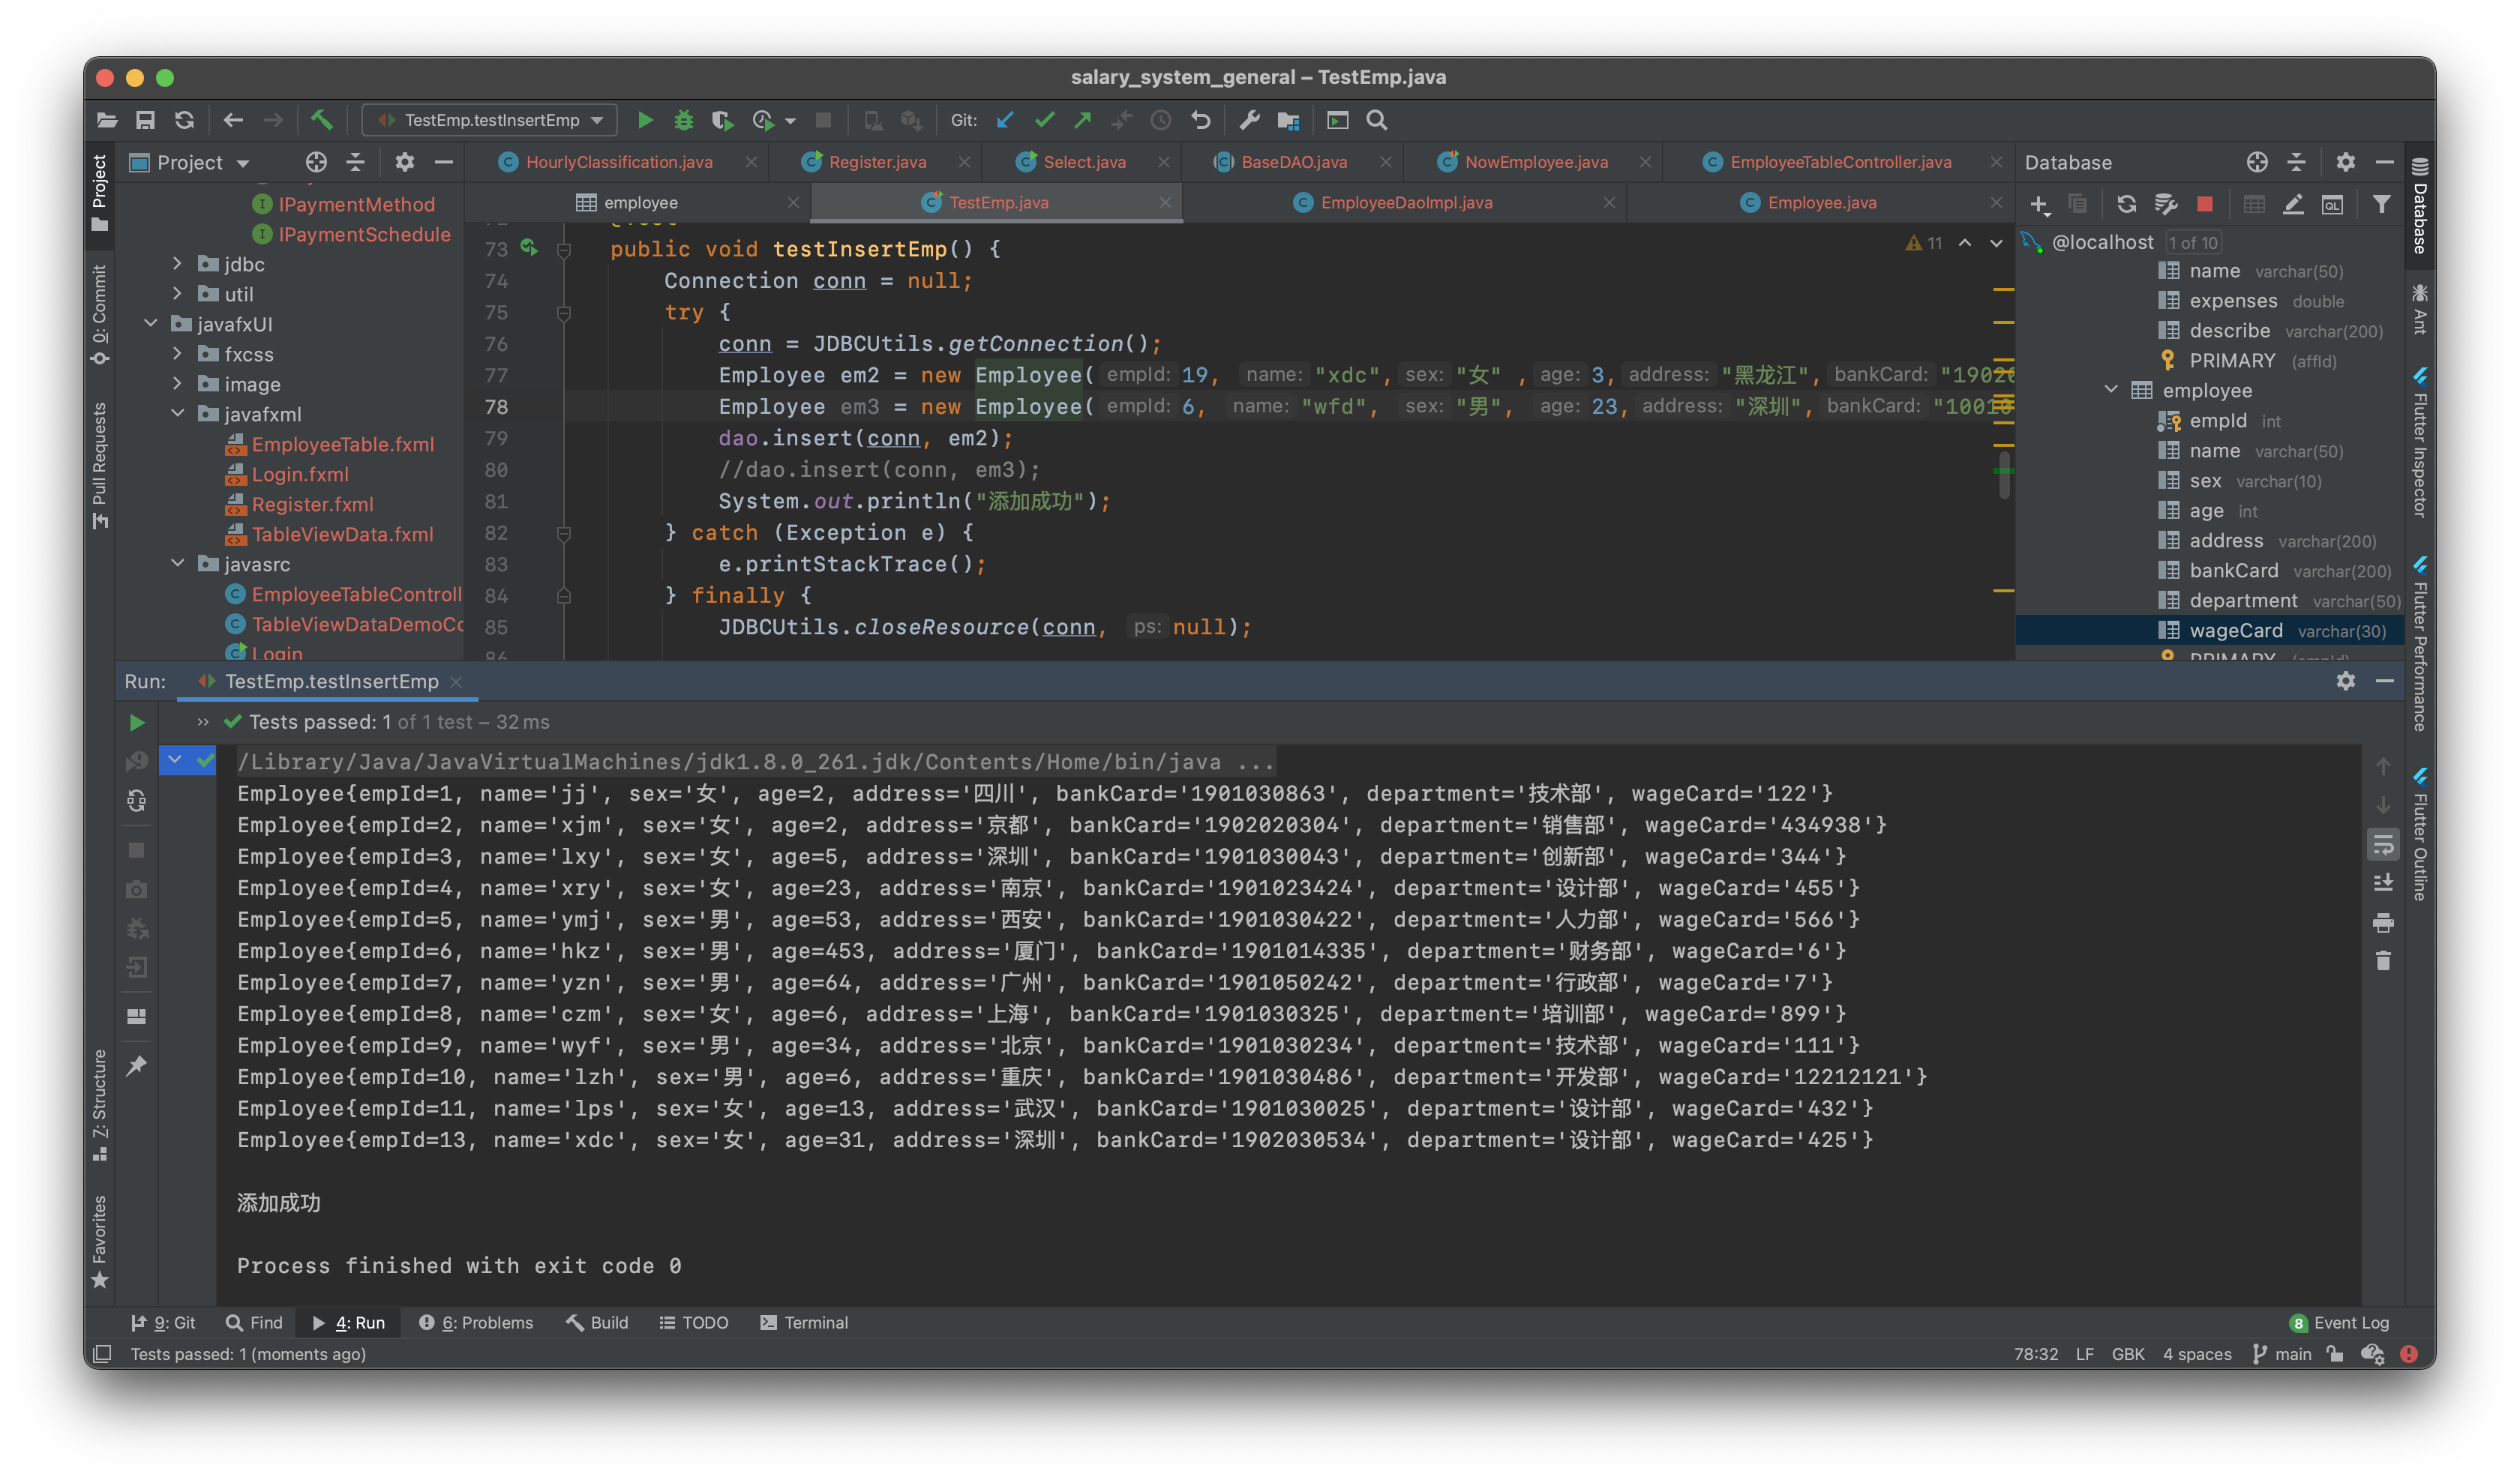 salary_system_general – TestEmp.java
TestEmp.testInsertEmp
Git:
Project
HourlyClassification.java
Register.java
Select.java
BaseDAO.java
NowEmployee.java
EmployeeTableController.java
Database
employee
TestEmp.java
EmployeeDaoImpl.java
Employee.java
Project
0: Commit
Pull Requests
7: Structure
Favorites
IPaymentMethod
IPaymentSchedule
jdbc
util
javafxUI
fxcss
image
javafxml
EmployeeTable.fxml
Login.fxml
Register.fxml
TableViewData.fxml
javasrc
EmployeeTableControll
TableViewDataDemoCo
Login
11
73 public void testInsertEmp() {
74 Connection conn = null;
75 try {
76 conn = JDBCUtils.getConnection();
77 Employee em2 = new Employee( empId: 19, name: "xdc", sex: "女" , age: 3, address: "黑龙江", bankCard: "19020
78 Employee em3 = new Employee( empId: 6, name: "wfd", sex: "男", age: 23, address: "深圳", bankCard: "10010
79 dao.insert(conn, em2);
80 //dao.insert(conn, em3);
81 System.out.println("添加成功");
82 } catch (Exception e) {
83 e.printStackTrace();
84 } finally {
85 JDBCUtils.closeResource(conn, ps: null);
86
@localhost 1 of 10
name varchar(50)
expenses double
describe varchar(200)
PRIMARY (affId)
employee
empId int
name varchar(50)
sex varchar(10)
age int
address varchar(200)
bankCard varchar(200)
department varchar(50)
wageCard varchar(30)
PRIMARY (empId)
Database
Ant
Flutter Inspector
Flutter Performance
Flutter Outline
Run: TestEmp.testInsertEmp
Tests passed: 1 of 1 test – 32 ms
/Library/Java/JavaVirtualMachines/jdk1.8.0_261.jdk/Contents/Home/bin/java ...
Employee{empId=1, name='jj', sex='女', age=2, address='四川', bankCard='1901030863', department='技术部', wageCard='122'}
Employee{empId=2, name='xjm', sex='女', age=2, address='京都', bankCard='1902020304', department='销售部', wageCard='434938'}
Employee{empId=3, name='lxy', sex='女', age=5, address='深圳', bankCard='1901030043', department='创新部', wageCard='344'}
Employee{empId=4, name='xry', sex='女', age=23, address='南京', bankCard='1901023424', department='设计部', wageCard='455'}
Employee{empId=5, name='ymj', sex='男', age=53, address='西安', bankCard='1901030422', department='人力部', wageCard='566'}
Employee{empId=6, name='hkz', sex='男', age=453, address='厦门', bankCard='1901014335', department='财务部', wageCard='6'}
Employee{empId=7, name='yzn', sex='男', age=64, address='广州', bankCard='1901050242', department='行政部', wageCard='7'}
Employee{empId=8, name='czm', sex='女', age=6, address='上海', bankCard='1901030325', department='培训部', wageCard='899'}
Employee{empId=9, name='wyf', sex='男', age=34, address='北京', bankCard='1901030234', department='技术部', wageCard='111'}
Employee{empId=10, name='lzh', sex='男', age=6, address='重庆', bankCard='1901030486', department='开发部', wageCard='12212121'}
Employee{empId=11, name='lps', sex='女', age=13, address='武汉', bankCard='1901030025', department='设计部', wageCard='432'}
Employee{empId=13, name='xdc', sex='女', age=31, address='深圳', bankCard='1902030534', department='设计部', wageCard='425'}
添加成功
Process finished with exit code 0
9: Git
Find
4: Run
6: Problems
Build
TODO
Terminal
8 Event Log
Tests passed: 1 (moments ago)
78:32 LF GBK 4 spaces main